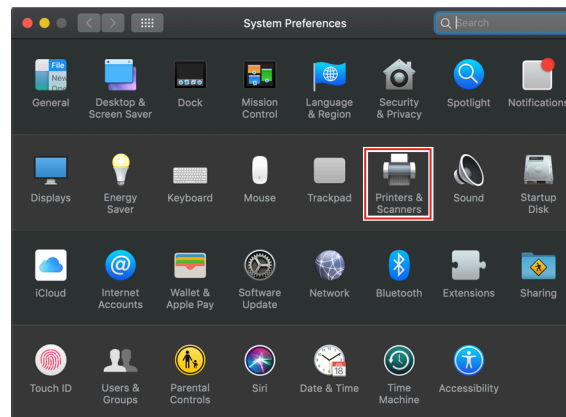 System Preferences
Search
File
New
General
Desktop &
Screen Saver
Dock
Mission
Control
Language
& Region
Security
& Privacy
Spotlight
Notifications
Displays
Energy
Saver
Keyboard
Mouse
Trackpad
Printers &
Scanners
Sound
Startup
Disk
iCloud
@
Internet
Accounts
Wallet &
Apple Pay
Software
Update
Network
Bluetooth
Extensions
Sharing
Touch ID
Users &
Groups
Parental
Controls
Siri
18
Date & Time
Time
Machine
Accessibility